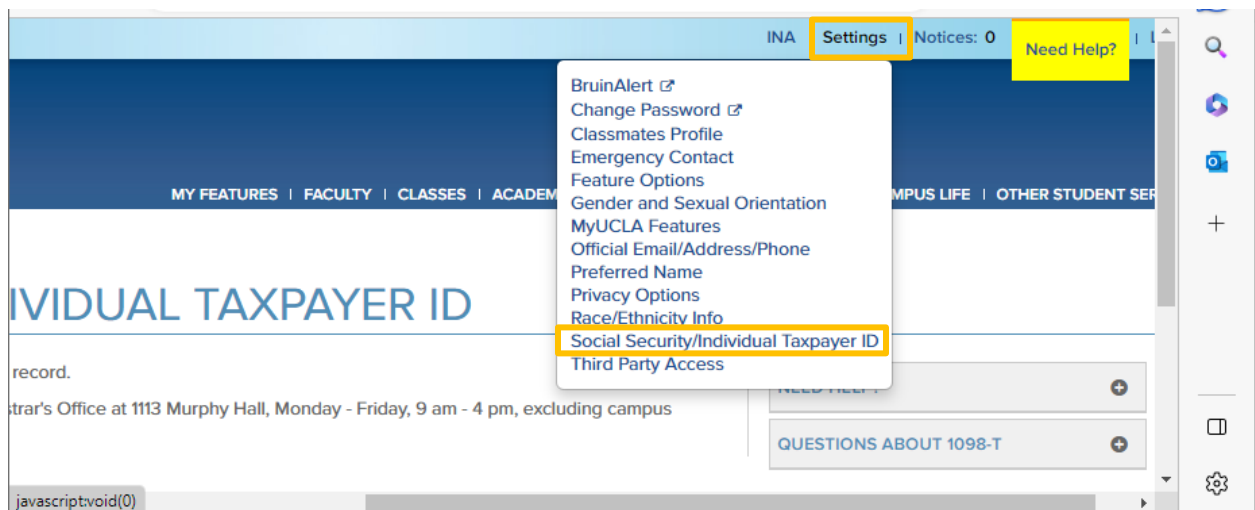 INA Settings | Notices: 0 Need Help? |
BruinAlert
Change Password
Classmates Profile
Emergency Contact
Feature Options
Gender and Sexual Orientation
MyUCLA Features
Official Email/Address/Phone
Preferred Name
Privacy Options
Race/Ethnicity Info
Social Security/Individual Taxpayer ID
Third Party Access
MY FEATURES | FACULTY | CLASSES | ACADEM
MPUS LIFE | OTHER STUDENT SER
IVIDUAL TAXPAYER ID
record.
strar's Office at 1113 Murphy Hall, Monday - Friday, 9 am - 4 pm, excluding campus
QUESTIONS ABOUT 1098-T
javascript:void(0)